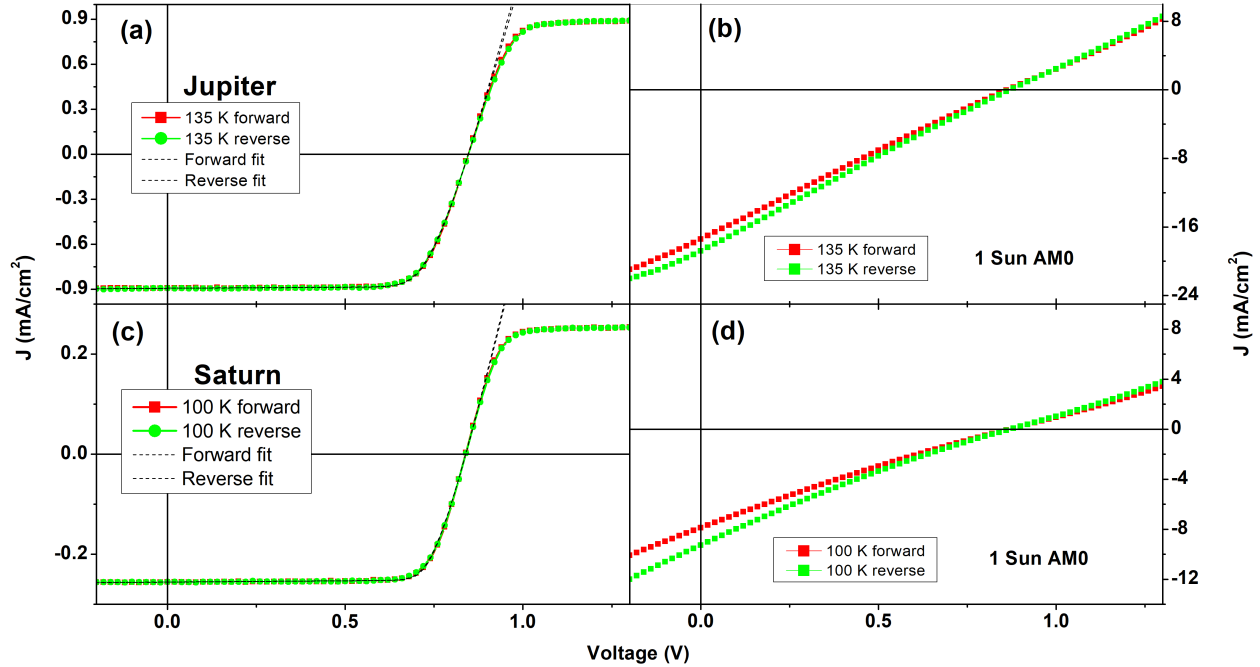 (a)
Jupiter
135 K forward
135 K reverse
Forward fit
Reverse fit
0.9
0.6
0.3
0.0
-0.3
-0.6
-0.9
J (mA/cm²)
(b)
135 K forward
135 K reverse
1 Sun AM0
8
0
-8
-16
-24
J (mA/cm²)
(c)
Saturn
100 K forward
100 K reverse
Forward fit
Reverse fit
0.2
0.0
-0.2
0.0
0.5
1.0
(d)
100 K forward
100 K reverse
1 Sun AM0
8
4
0
-4
-8
-12
0.0
0.5
1.0
Voltage (V)